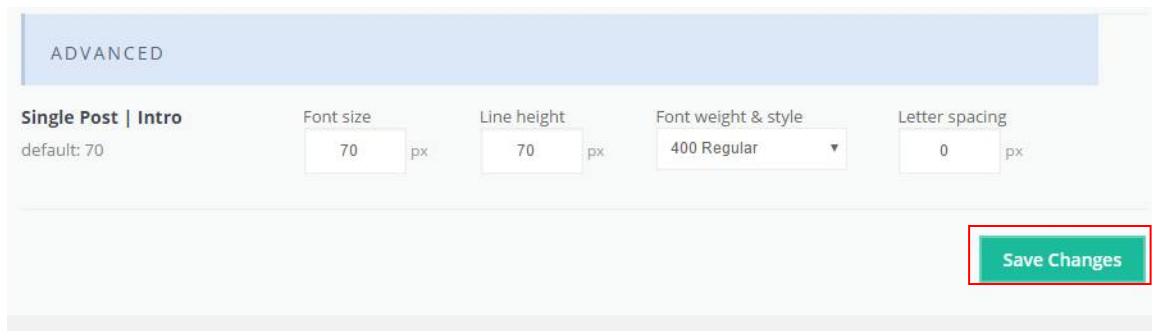 ADVANCED
Single Post | Intro Font size Line height Font weight & style Letter spacing
default: 70 70 px 70 px 400 Regular 0 px
Save Changes